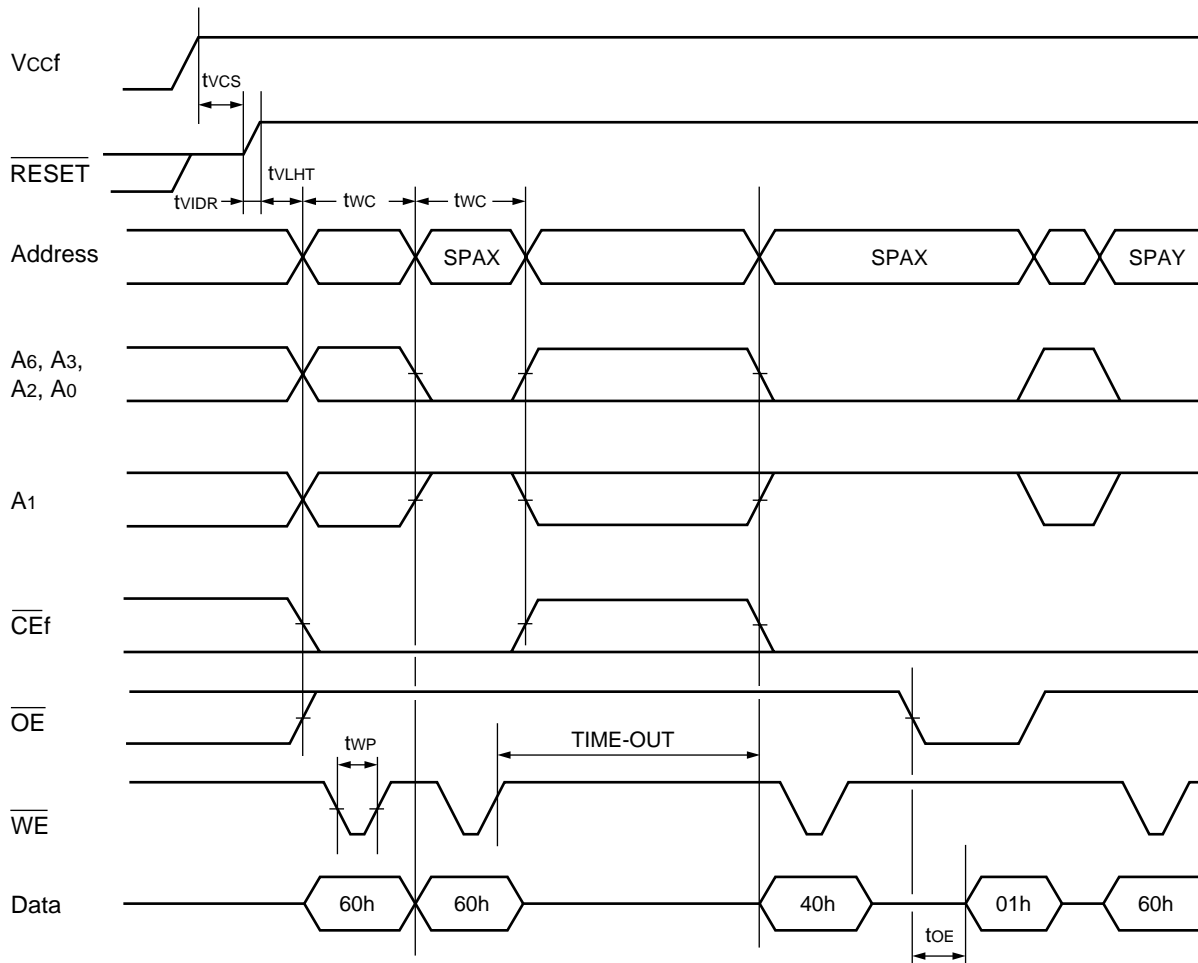 VCCf
tVCS
RESET
tVLHT
tVIDR
tWC
tWC
Address
SPAX
SPAX
SPAY
A6, A3,
A2, A0
A1
CEf
OE
TIME-OUT
tWP
WE
Data
60h
60h
40h
01h
60h
tOE